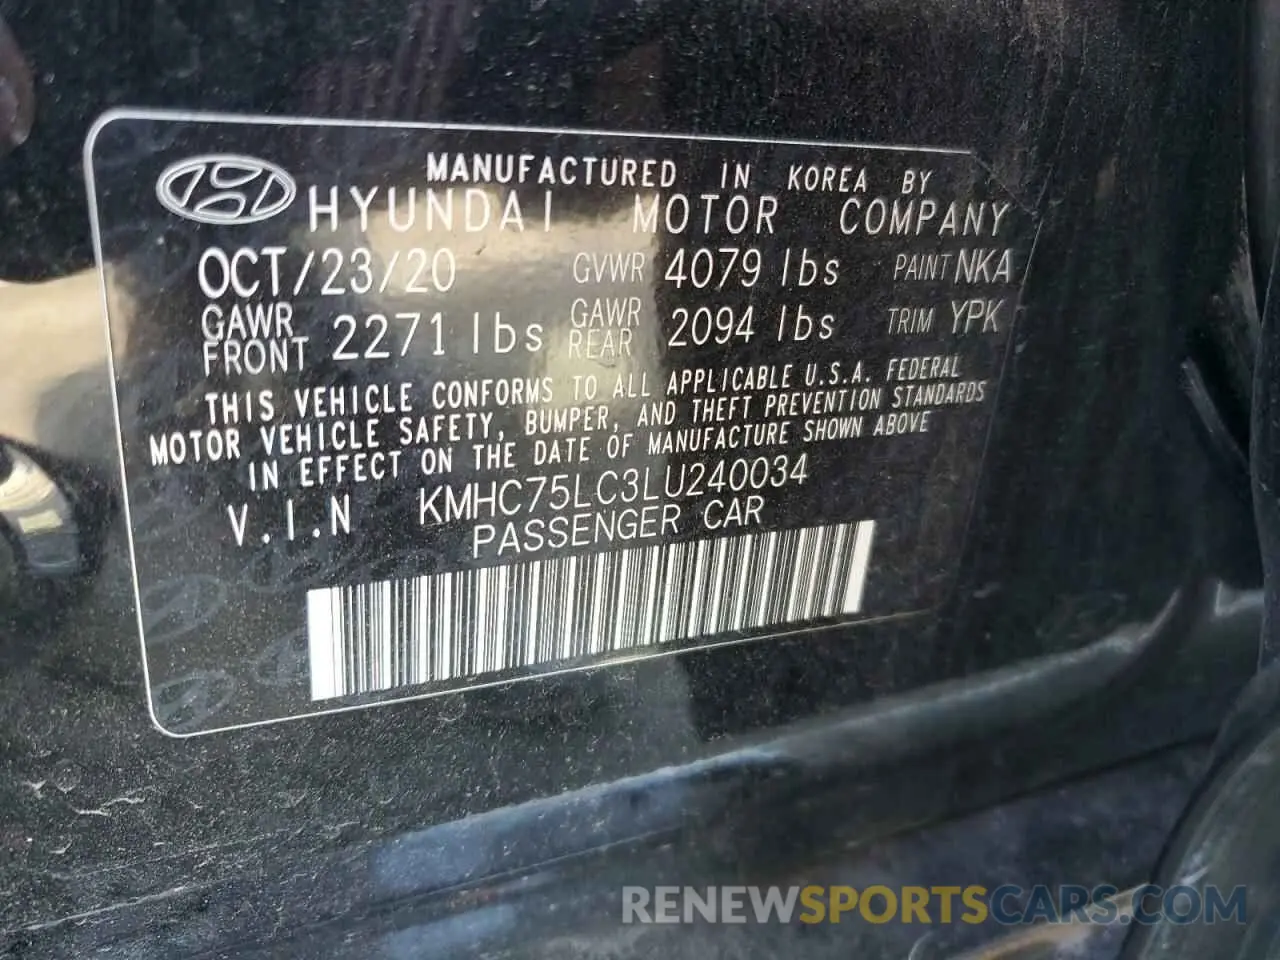 MANUFACTURED IN KOREA BY
HYUNDAI MOTOR COMPANY
OCT/23/20 GVWR 4079 lbs PAINT NKA
GAWR FRONT 2271 lbs GAWR REAR 2094 lbs TRIM YPK
THIS VEHICLE CONFORMS TO ALL APPLICABLE U.S.A. FEDERAL
MOTOR VEHICLE SAFETY, BUMPER, AND THEFT PREVENTION STANDARDS
IN EFFECT ON THE DATE OF MANUFACTURE SHOWN ABOVE
V.I.N KMHC75LC3LU240034
PASSENGER CAR
RENEWSPORTSCARS.COM